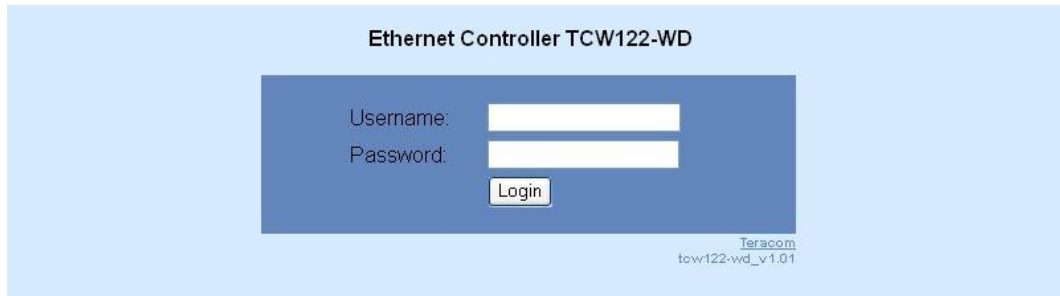 Ethernet Controller TCW122-WD
Username:
Password:
Login
Teracom
tcw122-wd_v1.01